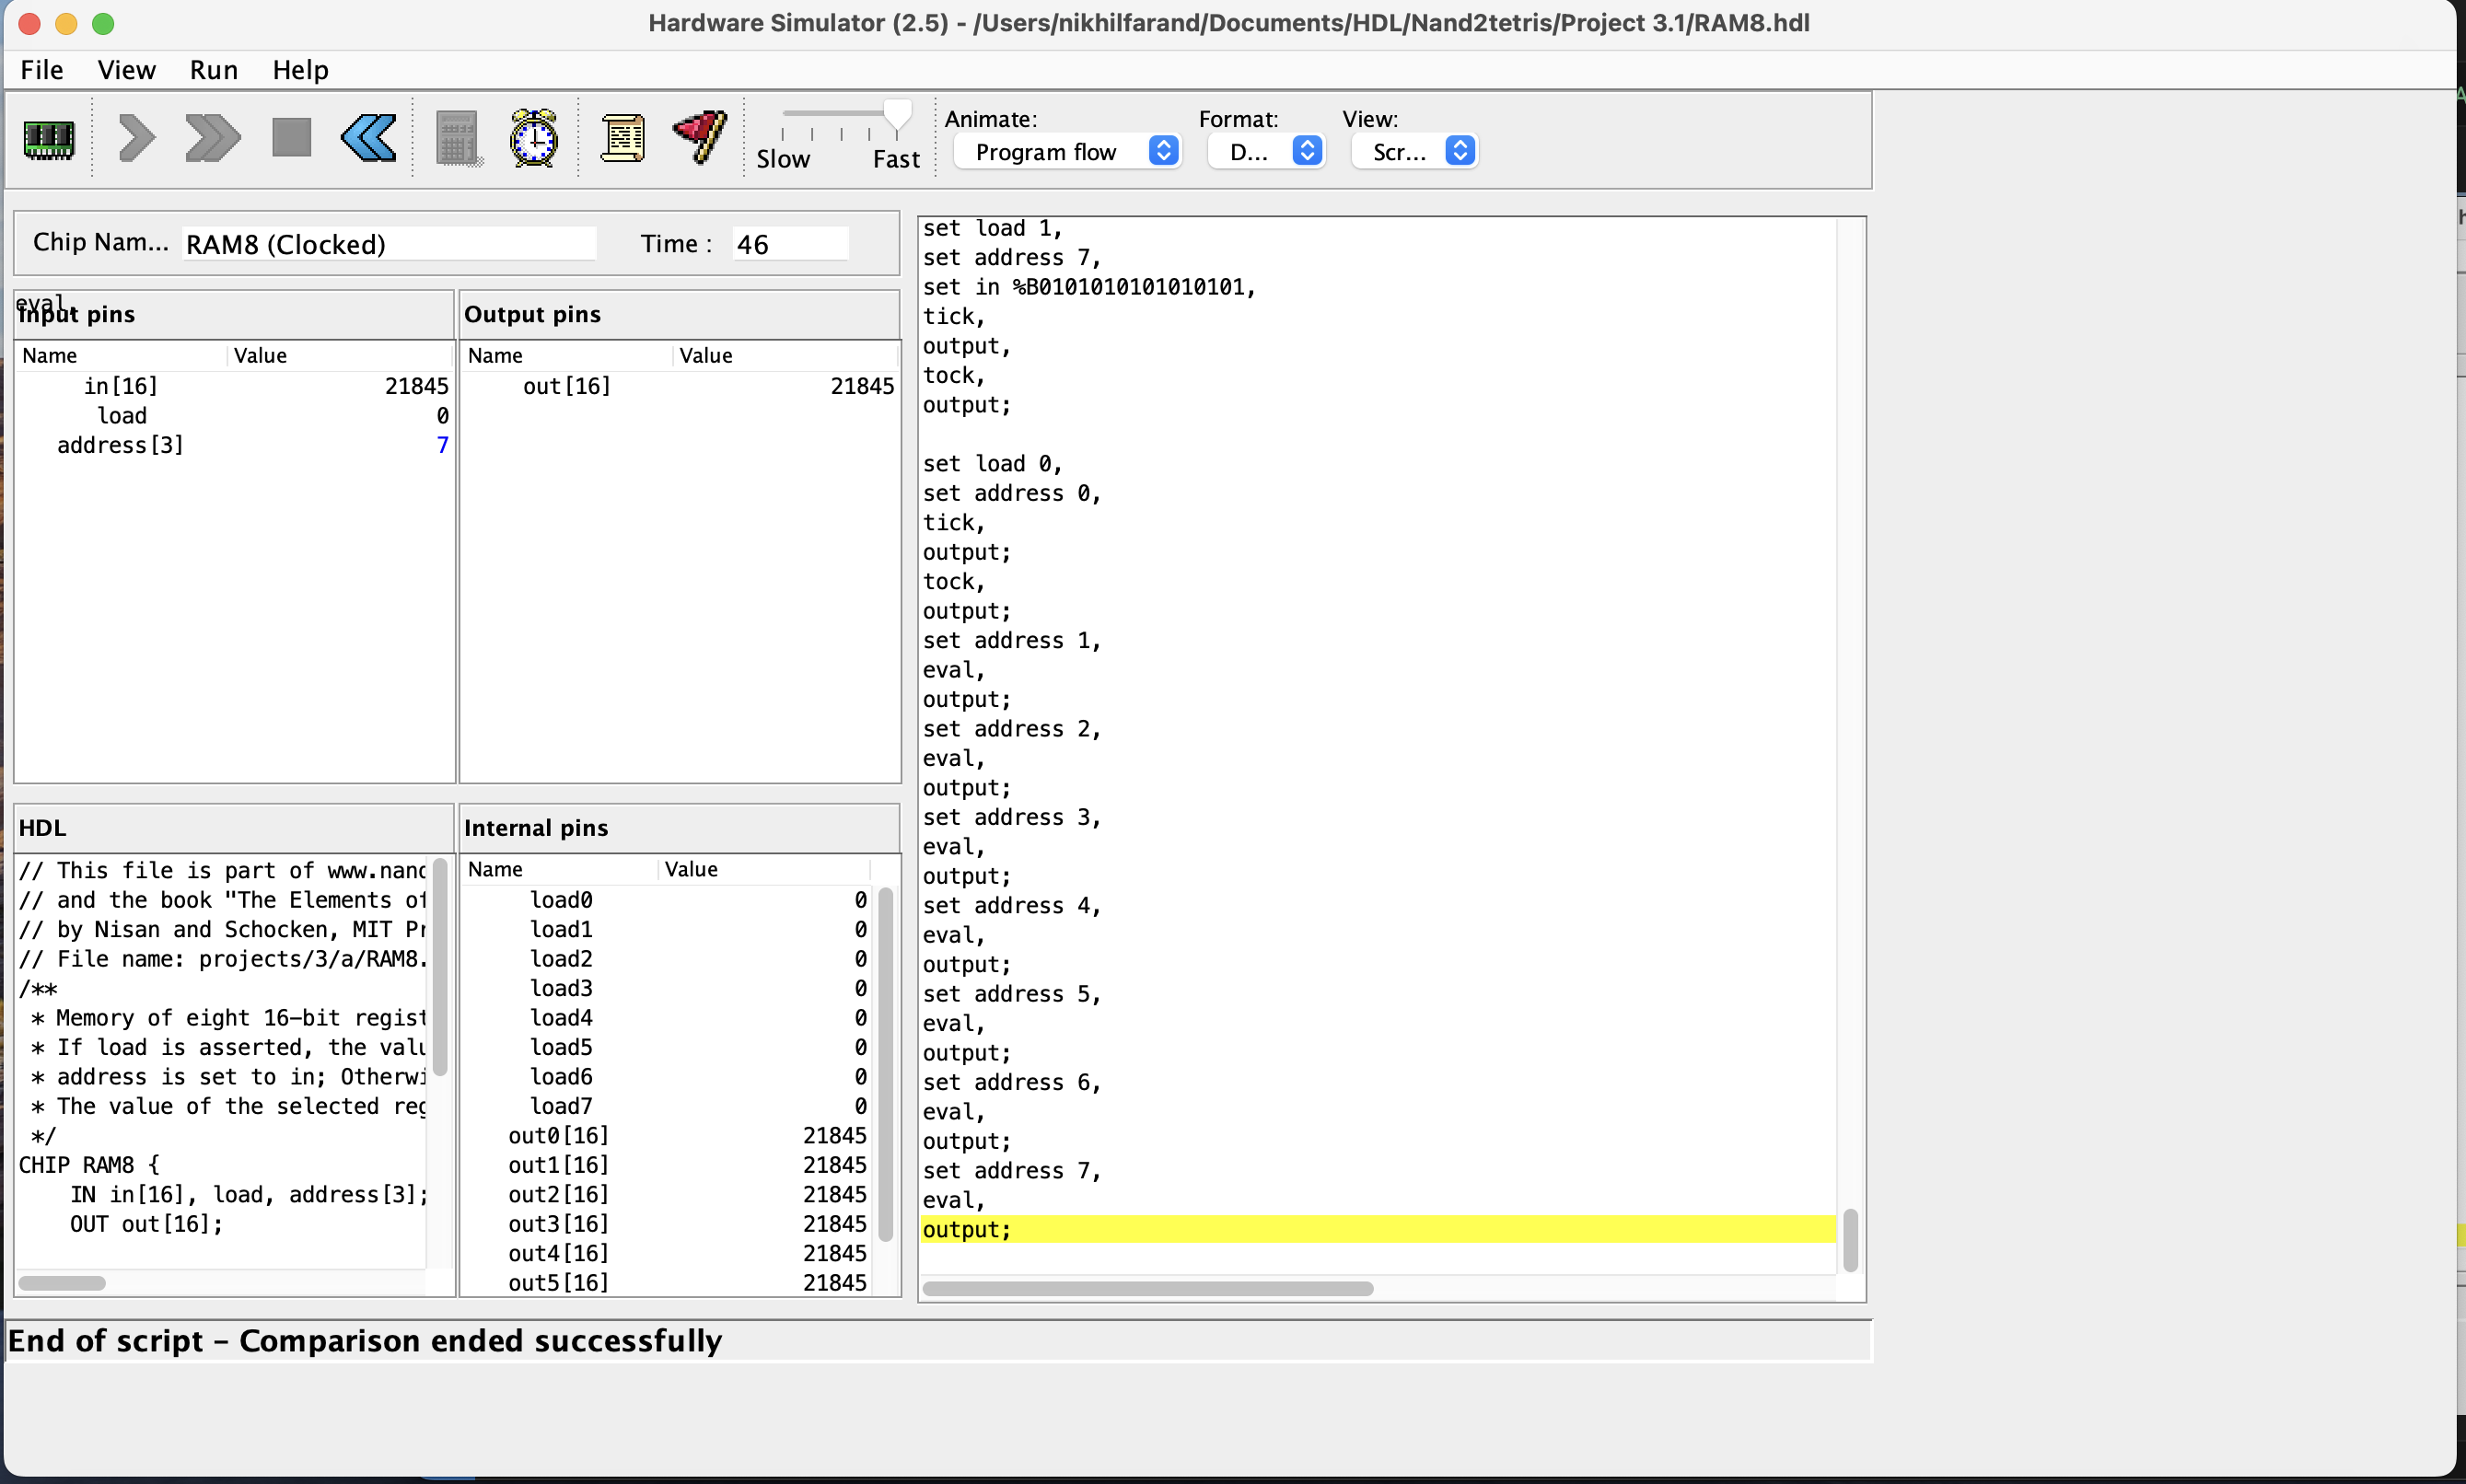 Hardware Simulator (2.5) - /Users/nikhilfarand/Documents/HDL/Nand2tetris/Project 3.1/RAM8.hdl
File View Run Help
Slow Fast
Animate: Format: View:
Program flow D... Scr...
Chip Nam... RAM8 (Clocked) Time : 46
eval,
Input pins
Name Value
in[16] 21845
load 0
address[3] 7
Output pins
Name Value
out[16] 21845
HDL
// This file is part of www.nand
// and the book "The Elements of
// by Nisan and Schocken, MIT Pr
// File name: projects/3/a/RAM8.
/**
* Memory of eight 16-bit regist
* If load is asserted, the valu
* address is set to in; Otherwi
* The value of the selected reg
*/
CHIP RAM8 {
IN in[16], load, address[3];
OUT out[16];
Internal pins
Name Value
load0 0
load1 0
load2 0
load3 0
load4 0
load5 0
load6 0
load7 0
out0[16] 21845
out1[16] 21845
out2[16] 21845
out3[16] 21845
out4[16] 21845
out5[16] 21845
set load 1,
set address 7,
set in %B0101010101010101,
tick,
output,
tock,
output;
set load 0,
set address 0,
tick,
output;
tock,
output;
set address 1,
eval,
output;
set address 2,
eval,
output;
set address 3,
eval,
output;
set address 4,
eval,
output;
set address 5,
eval,
output;
set address 6,
eval,
output;
set address 7,
eval,
output;
End of script – Comparison ended successfully